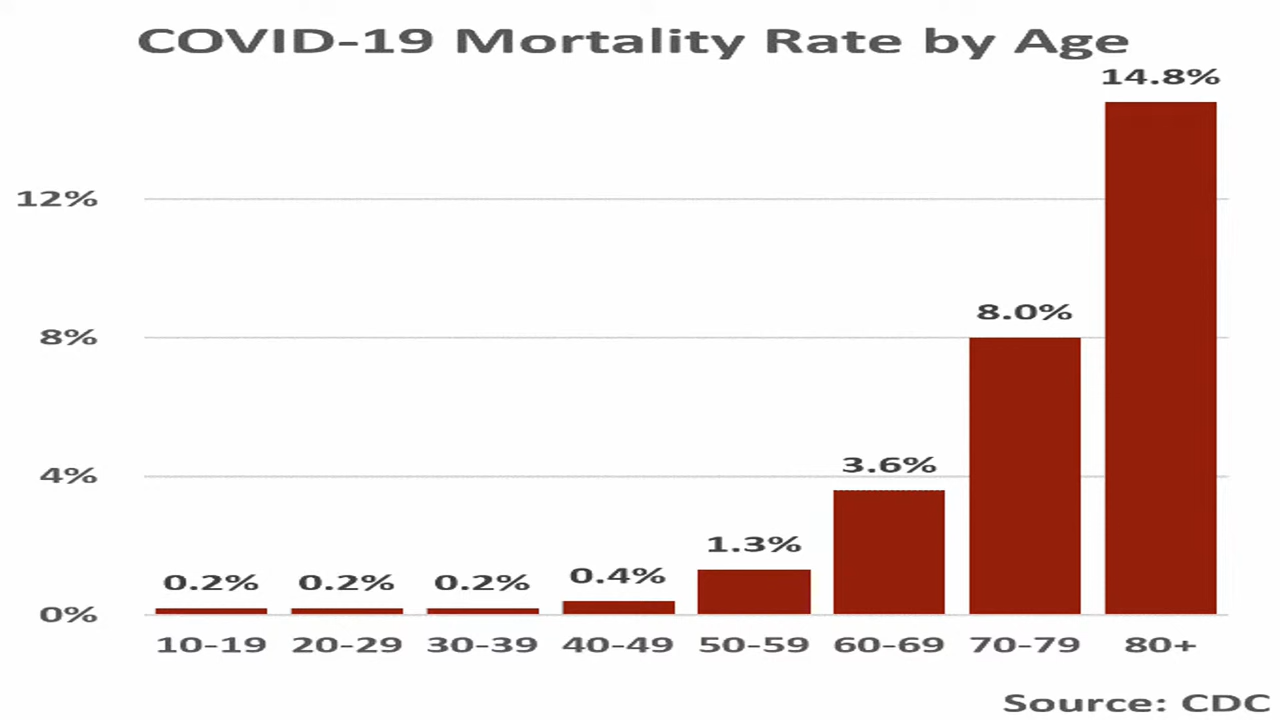 COVID-19 Mortality Rate by Age
14.8%
12%
8.0%
8%
3.6%
4%
1.3%
0.2% 0.2% 0.2% 0.4%
0%
10-19 20-29 30-39 40-49 50-59 60-69 70-79 80+
Source: CDC